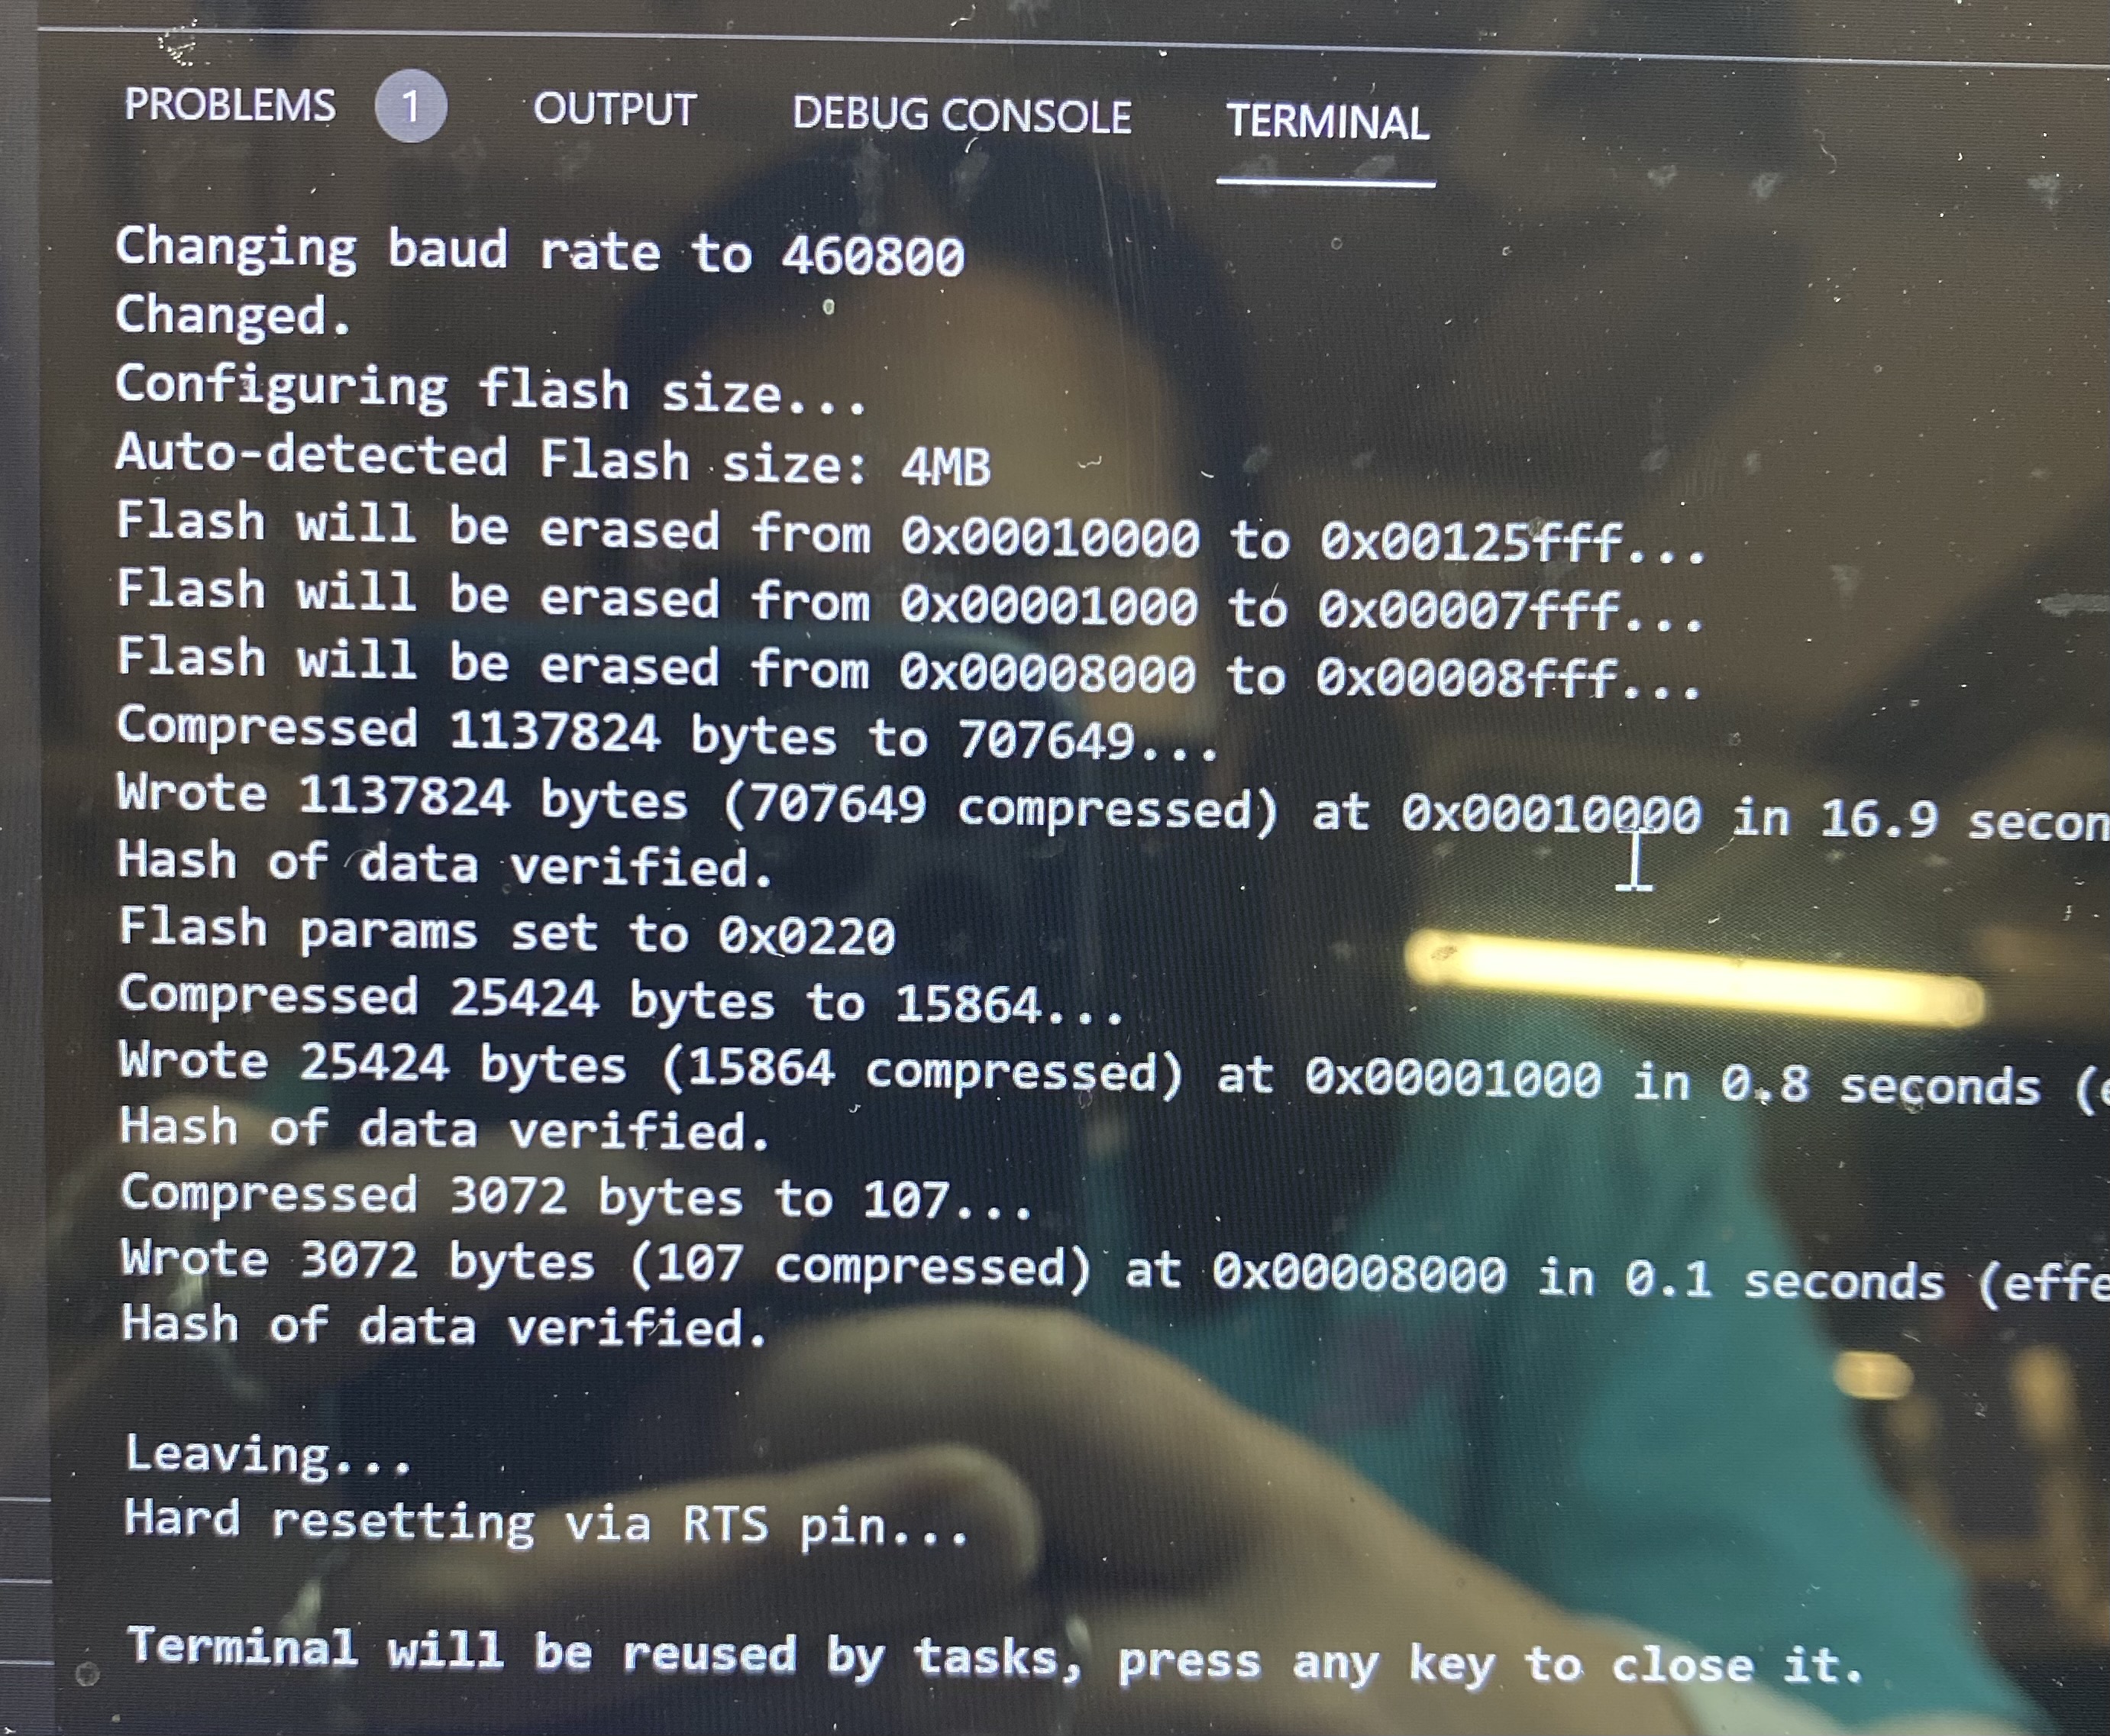 PROBLEMS 1 OUTPUT DEBUG CONSOLE TERMINAL
Changing baud rate to 460800
Changed.
Configuring flash size...
Auto-detected Flash size: 4MB
Flash will be erased from 0x00010000 to 0x00125fff...
Flash will be erased from 0x00001000 to 0x00007fff...
Flash will be erased from 0x00008000 to 0x00008fff...
Compressed 1137824 bytes to 707649...
Wrote 1137824 bytes (707649 compressed) at 0x00010000 in 16.9 secon
Hash of data verified.
Flash params set to 0x0220
Compressed 25424 bytes to 15864...
Wrote 25424 bytes (15864 compressed) at 0x00001000 in 0.8 seconds (e
Hash of data verified.
Compressed 3072 bytes to 107...
Wrote 3072 bytes (107 compressed) at 0x00008000 in 0.1 seconds (effe
Hash of data verified.
Leaving...
Hard resetting via RTS pin...
Terminal will be reused by tasks, press any key to close it.